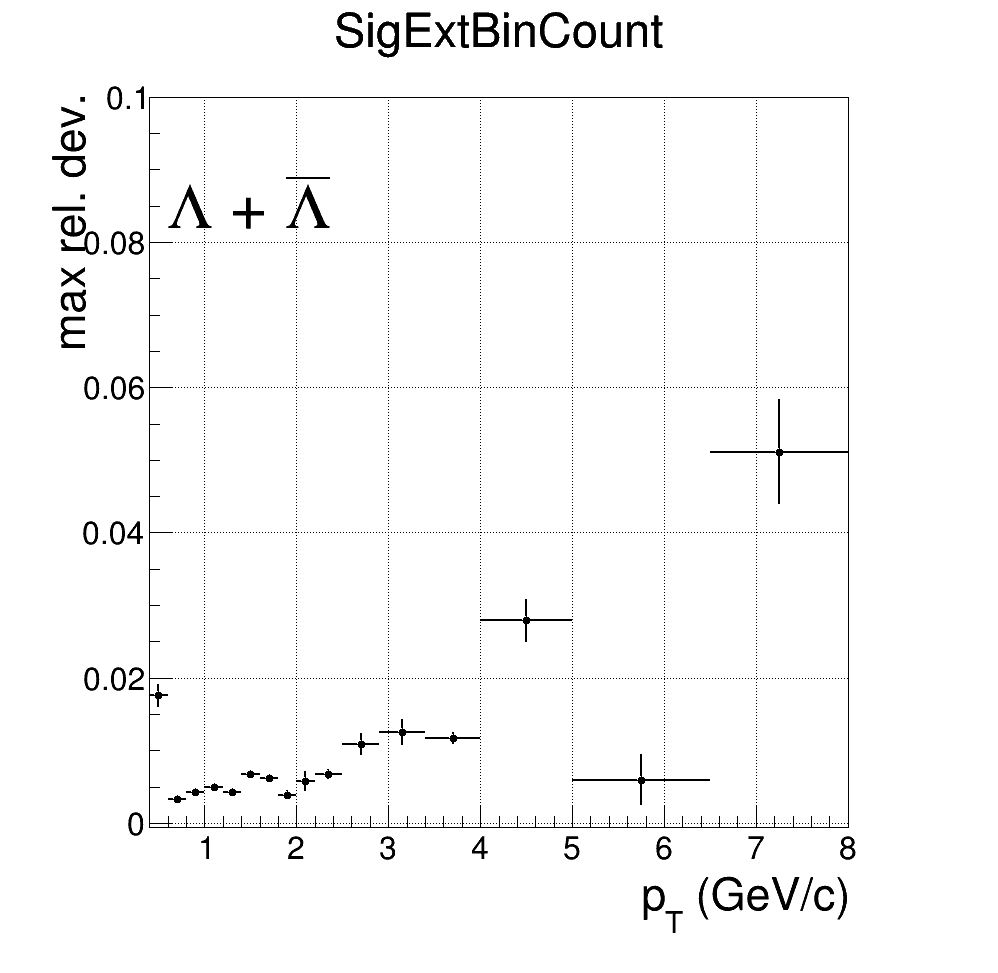 SigExtBinCount
max rel. dev.
0.1
0.08
0.06
0.04
0.02
0
Λ + Λ̅
1 2 3 4 5 6 7 8
p_T (GeV/c)